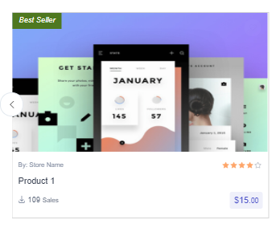 Best Seller
GET STA
JANUARY
145
57
By: Store Name
Product 1
109 Sales
$15.00